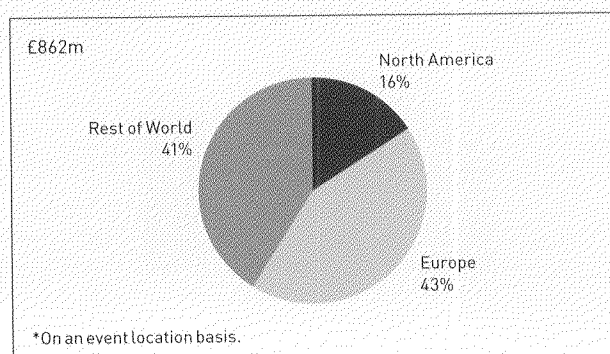 £862m
North America
16%
Rest of World
41%
Europe
43%
*On an event location basis.